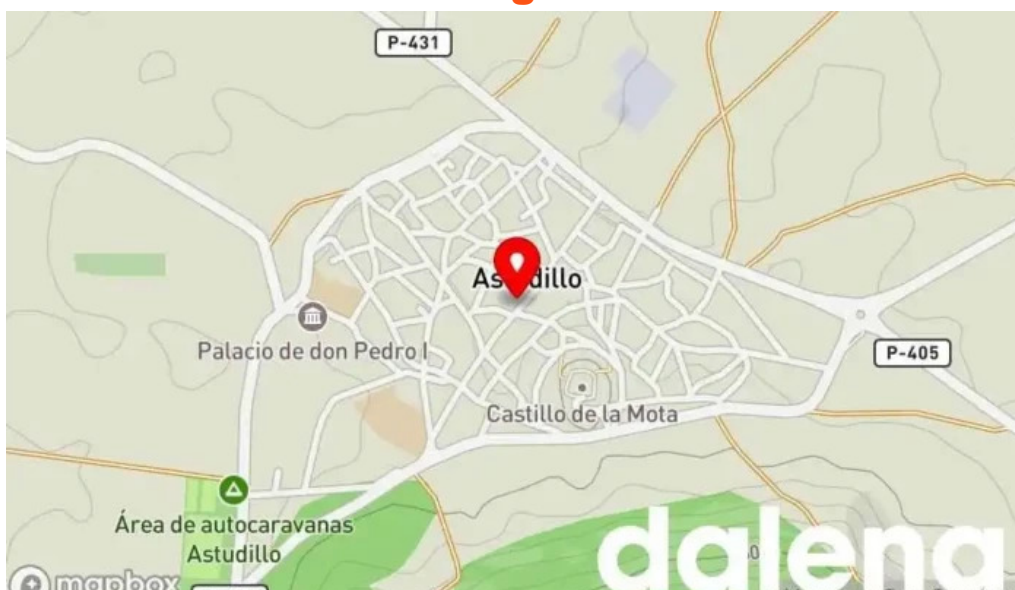 P-431
Astudillo
Palacio de don Pedro I
P-405
Castillo de la Mota
Área de autocaravanas
Astudillo
dalena
mapbox